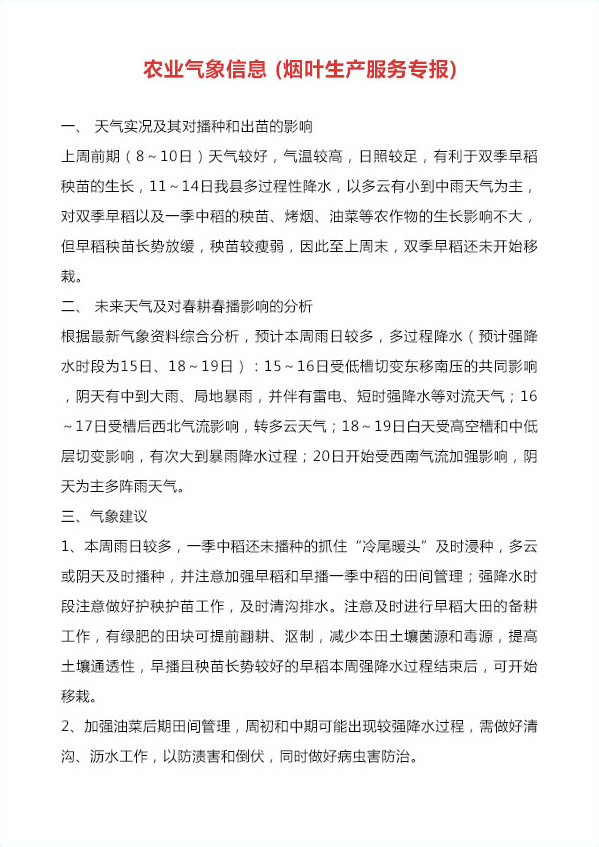 农业气象信息 (烟叶生产服务专报)
一、 天气实况及其对播种和出苗的影响
上周前期（8～10日）天气较好，气温较高，日照较足，有利于双季早稻
秧苗的生长，11～14日我县多过程性降水，以多云有小到中雨天气为主，
对双季早稻以及一季中稻的秧苗、烤烟、油菜等农作物的生长影响不大，
但早稻秧苗长势放缓，秧苗较瘦弱，因此至上周末，双季早稻还未开始移
栽。
二、 未来天气及对春耕春播影响的分析
根据最新气象资料综合分析，预计本周雨日较多，多过程降水（预计强降
水时段为15日、18～19日）：15～16日受低槽切变东移南压的共同影响
，阴天有中到大雨、局地暴雨，并伴有雷电、短时强降水等对流天气；16
～17日受槽后西北气流影响，转多云天气；18～19日白天受高空槽和中低
层切变影响，有次大到暴雨降水过程；20日开始受西南气流加强影响，阴
天为主多阵雨天气。
三、气象建议
1、本周雨日较多，一季中稻还未播种的抓住“冷尾暖头”及时浸种，多云
或阴天及时播种，并注意加强早稻和早播一季中稻的田间管理；强降水时
段注意做好护秧护苗工作，及时清沟排水。注意及时进行早稻大田的备耕
工作，有绿肥的田块可提前翻耕、沤制，减少本田土壤菌源和毒源，提高
土壤通透性，早播且秧苗长势较好的早稻本周强降水过程结束后，可开始
移栽。
2、加强油菜后期田间管理，周初和中期可能出现较强降水过程，需做好清
沟、沥水工作，以防渍害和倒伏，同时做好病虫害防治。